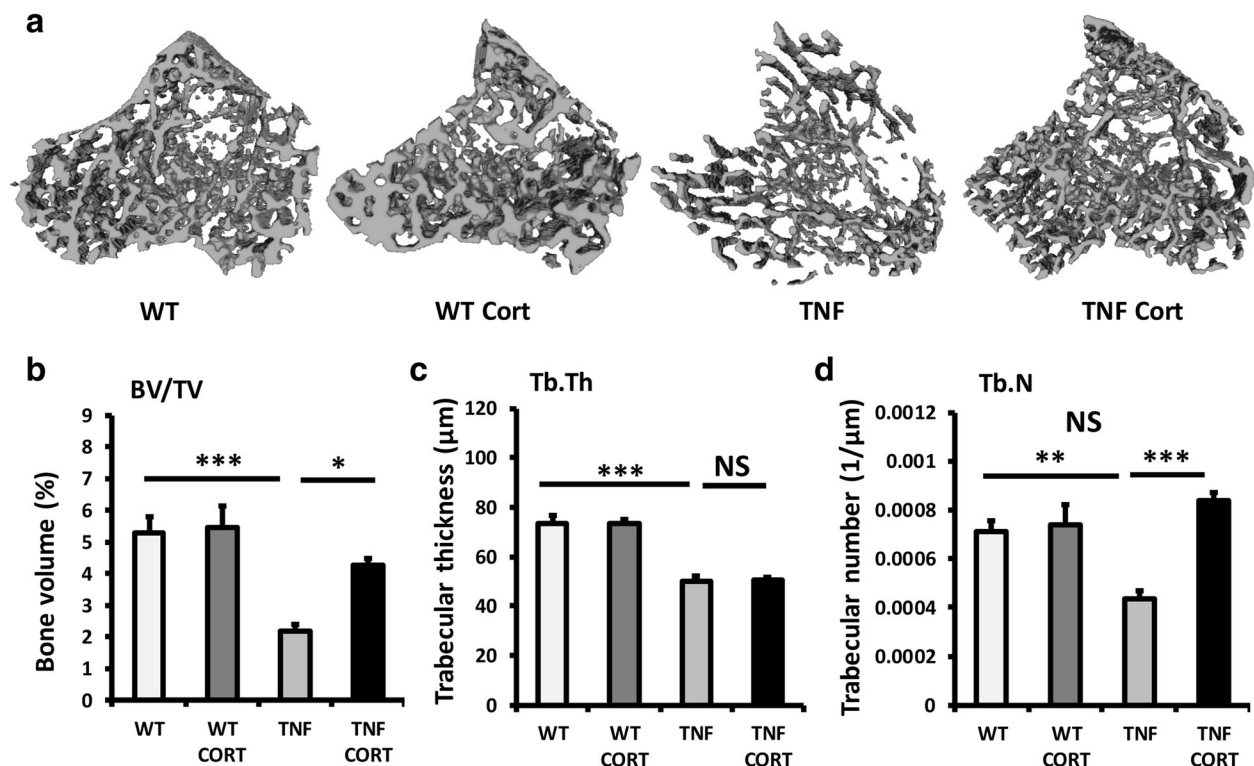 a
WT
WT Cort
TNF
TNF Cort
b
BV/TV
Bone volume (%)
9
8
7
6
5
4
3
2
1
0
***
*
WT
WT
CORT
TNF
TNF
CORT
c
Tb.Th
Trabecular thickness (µm)
120
100
80
60
40
20
0
***
NS
WT
WT
CORT
TNF
TNF
CORT
d
Tb.N
Trabecular number (1/µm)
0.0012
0.001
0.0008
0.0006
0.0004
0.0002
0
NS
**
***
WT
WT
CORT
TNF
TNF
CORT